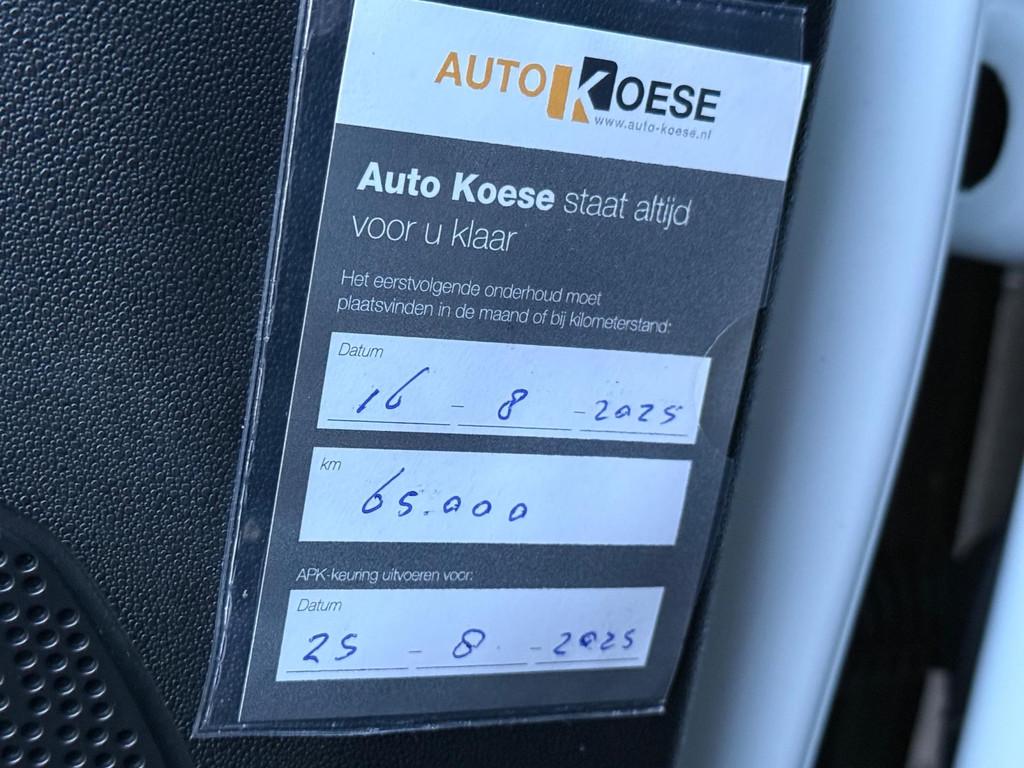 AUTO KOESE
www.auto-koese.nl
Auto Koese staat altijd
voor u klaar
Het eerstvolgende onderhoud moet
plaatsvinden in de maand of bij kilometerstand:
Datum
16 - 8 - 2025
km
65.000
APK-keuring uitvoeren voor:
Datum
25 - 8 - 2025